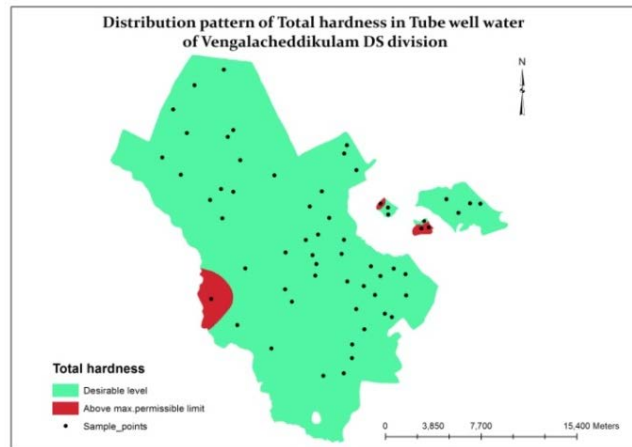 Distribution pattern of Total hardness in Tube well water
of Vengalacheddikulam DS division
N
Total hardness
Desirable level
Above max.permissible limit
Sample_points
0 3,850 7,700 15,400 Meters